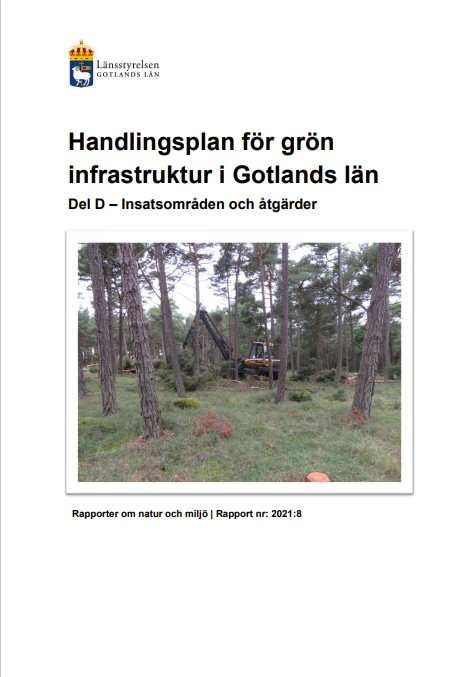 Länsstyrelsen
GOTLANDS LÄN
Handlingsplan för grön
infrastruktur i Gotlands län
Del D – Insatsområden och åtgärder
Rapporter om natur och miljö | Rapport nr: 2021:8